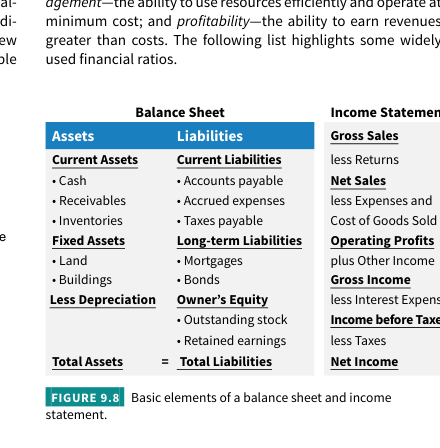 agement—the ability to use resources efficiently and operate at
minimum cost; and profitability—the ability to earn revenues
greater than costs. The following list highlights some widely
used financial ratios.
al-
di-
ew
ble
e
Balance Sheet
Assets Liabilities
Current Assets Current Liabilities
• Cash • Accounts payable
• Receivables • Accrued expenses
• Inventories • Taxes payable
Fixed Assets Long-term Liabilities
• Land • Mortgages
• Buildings • Bonds
Less Depreciation Owner's Equity
• Outstanding stock
• Retained earnings
Total Assets = Total Liabilities
Income Statemen
Gross Sales
less Returns
Net Sales
less Expenses and
Cost of Goods Sold
Operating Profits
plus Other Income
Gross Income
less Interest Expens
Income before Taxe
less Taxes
Net Income
FIGURE 9.8 Basic elements of a balance sheet and income
statement.